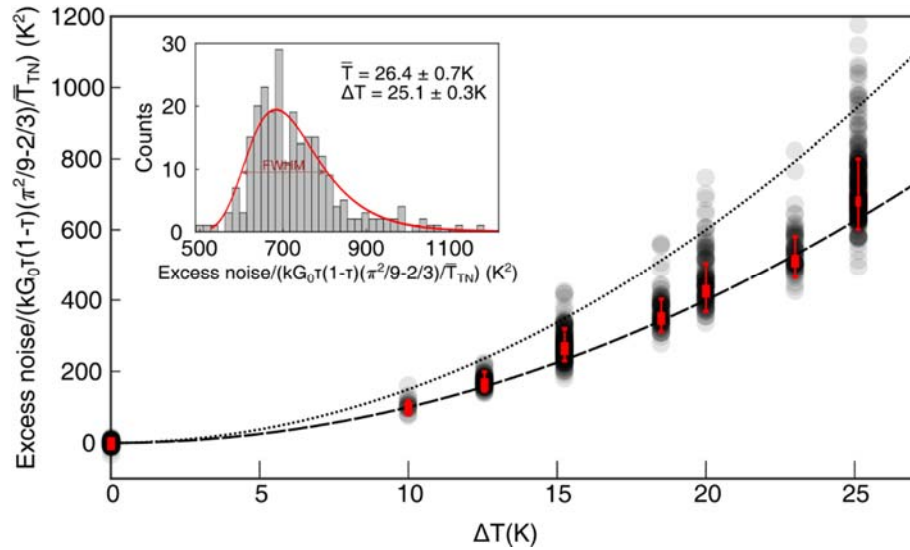 1200
1000
800
600
400
200
0
Excess noise/(kG₀τ(1-τ)(π²/9-2/3)/T̅_TN) (K²)
30
20
10
0
Counts
T̿ = 26.4 ± 0.7K
ΔT = 25.1 ± 0.3K
FWHM
500 700 900 1100
Excess noise/(kG₀τ(1-τ)(π²/9-2/3)/T̅_TN) (K²)
0 5 10 15 20 25
ΔT(K)